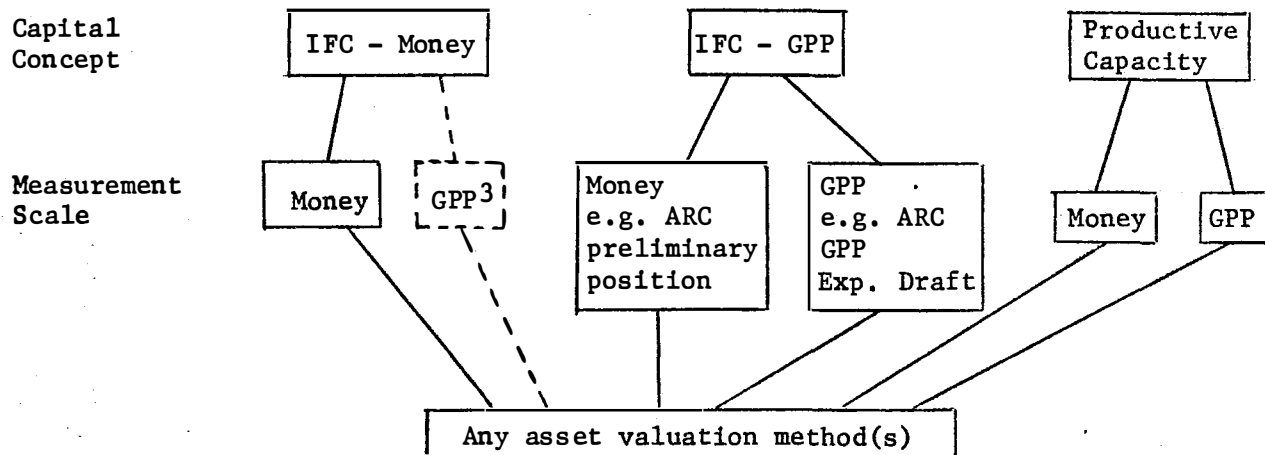 Capital
Concept
IFC - Money
IFC - GPP
Productive
Capacity
Measurement
Scale
Money
GPP3
Money
e.g. ARC
preliminary
position
GPP
e.g. ARC
GPP
Exp. Draft
Money
GPP
Any asset valuation method(s)